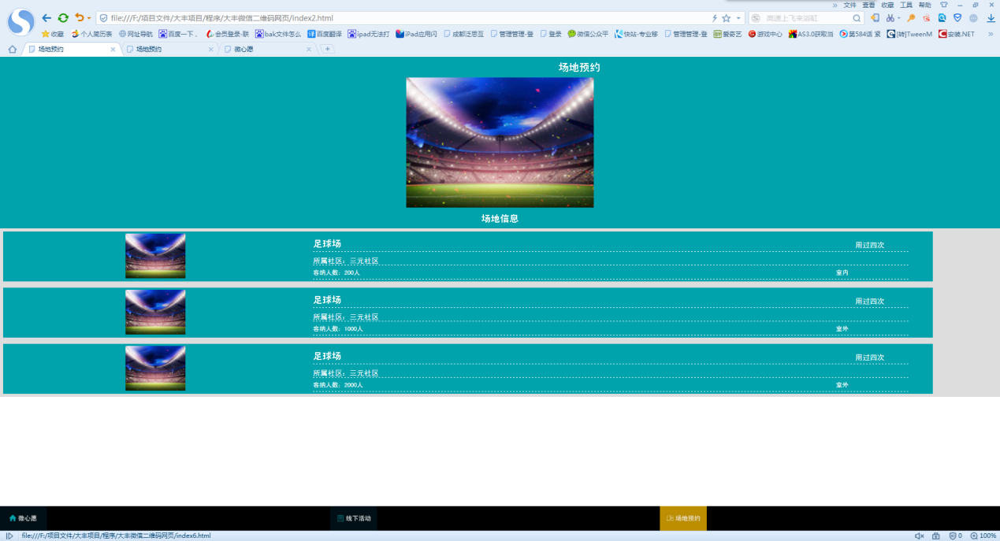 文件 查看 收藏 工具 帮助
file:///F:/项目文件/大丰项目/程序/大丰微信二维码网页/index2.html
收藏 个人简历表 网址导航 百度一下， 会员登录-联 bak文件怎么 百度翻译 ipad无法打 iPad应用闪 成都泛思互 管理管理-登 登录 微信公众平 快站-专业移 管理管理-登 爱奇艺 游戏中心 AS3.0获取当 第584话 紧 [转]TweenM 安装.NET
场地预约 场地预约 微心愿
场地预约
场地信息
足球场 用过四次
所属社区：三元社区
容纳人数：200人 室内
足球场 用过四次
所属社区：三元社区
容纳人数：1000人 室外
足球场 用过四次
所属社区：三元社区
容纳人数：2000人 室外
微心愿 线下活动 场地预约
file:///F:/项目文件/大丰项目/程序/大丰微信二维码网页/index6.html 0 100%